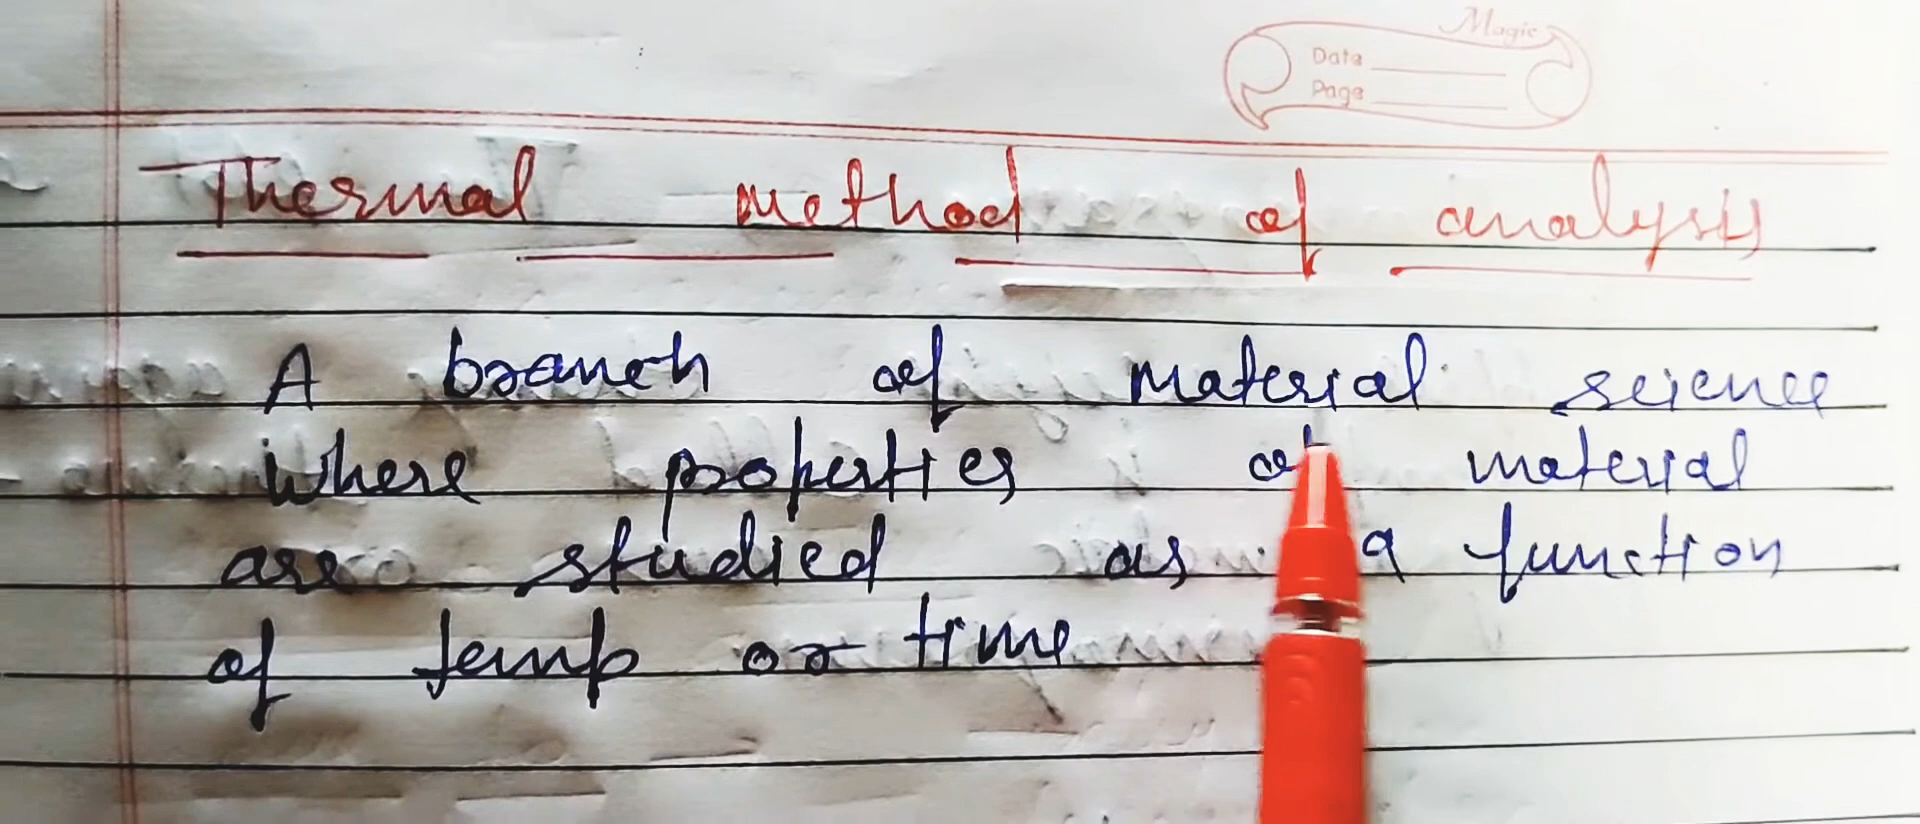 Magic
Date
Page
Thermal method of analysis
A branch of material science
where properties of material
are studied as a function
of temp or time